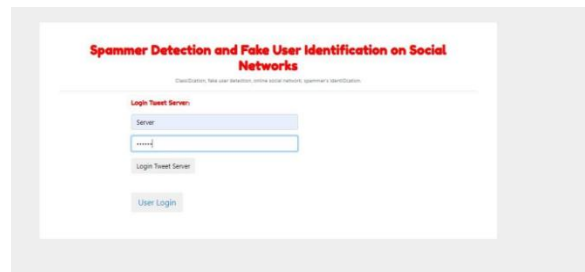 Spammer Detection and Fake User Identification on Social
Networks
Classification, fake user detection, online social network, spammer's identification.
Login Tweet Server:
Server
••••••
Login Tweet Server
User Login